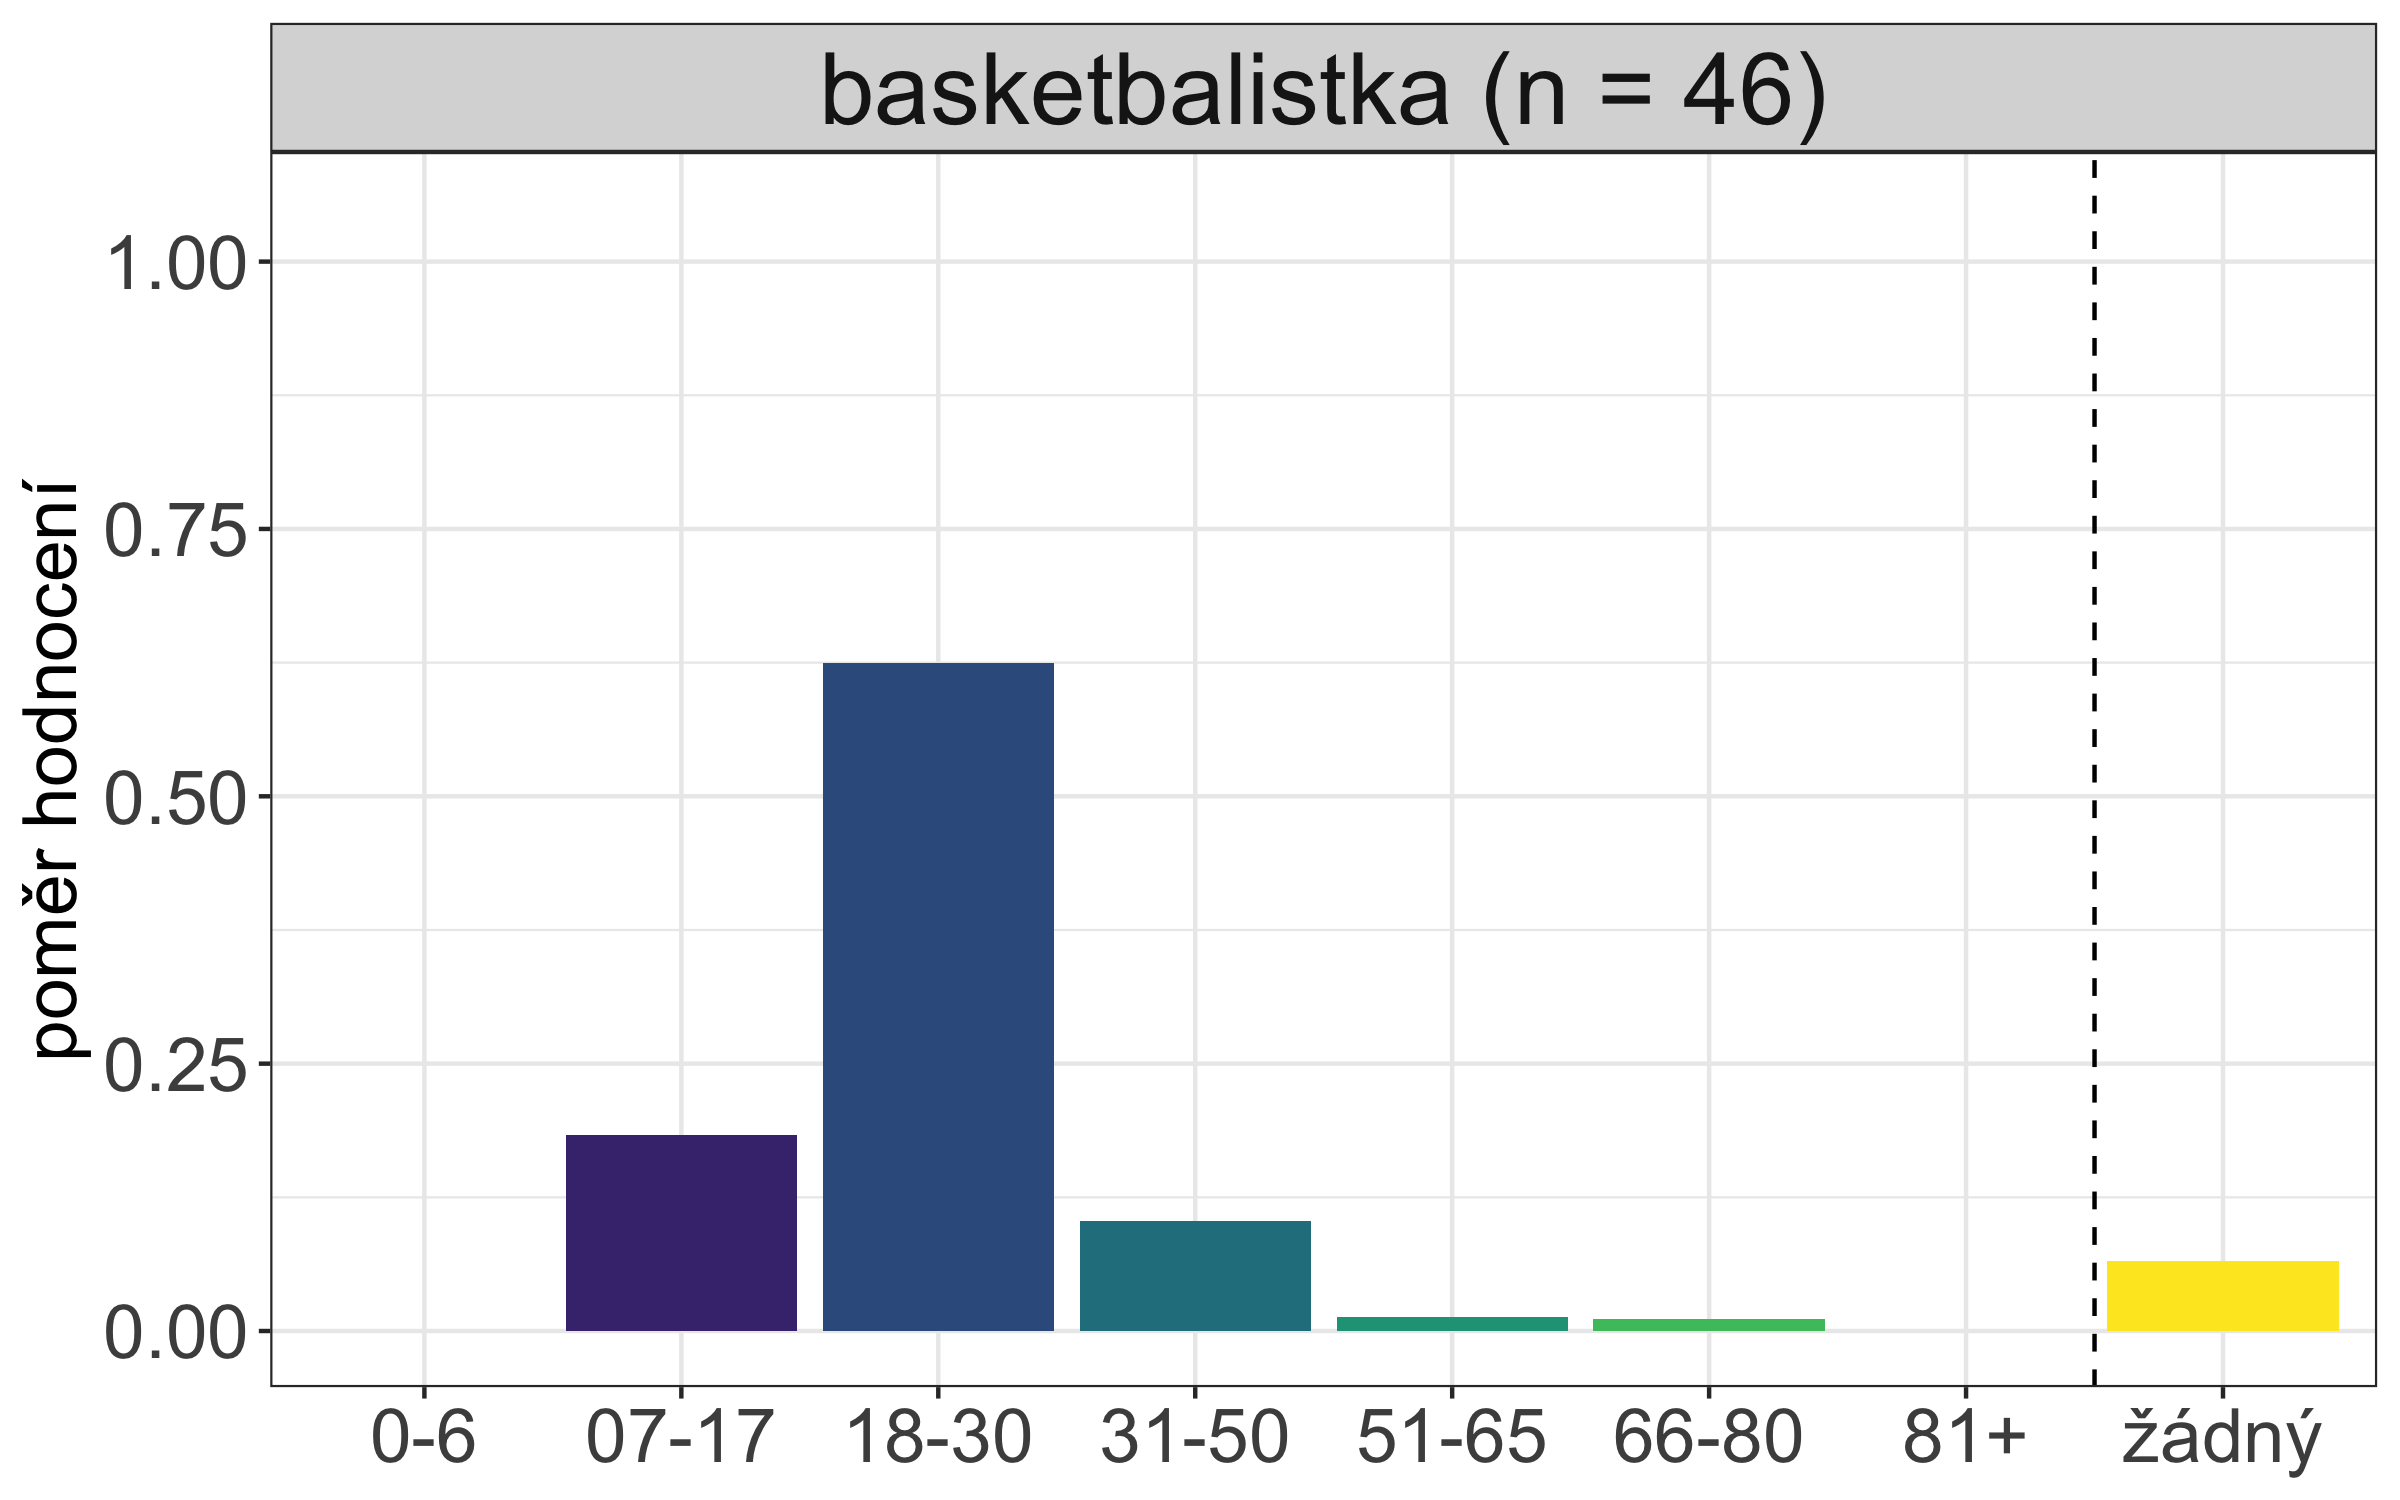 basketbalistka (n = 46)
poměr hodnocení
1.00
0.75
0.50
0.25
0.00
0-6 07-17 18-30 31-50 51-65 66-80 81+ žádný